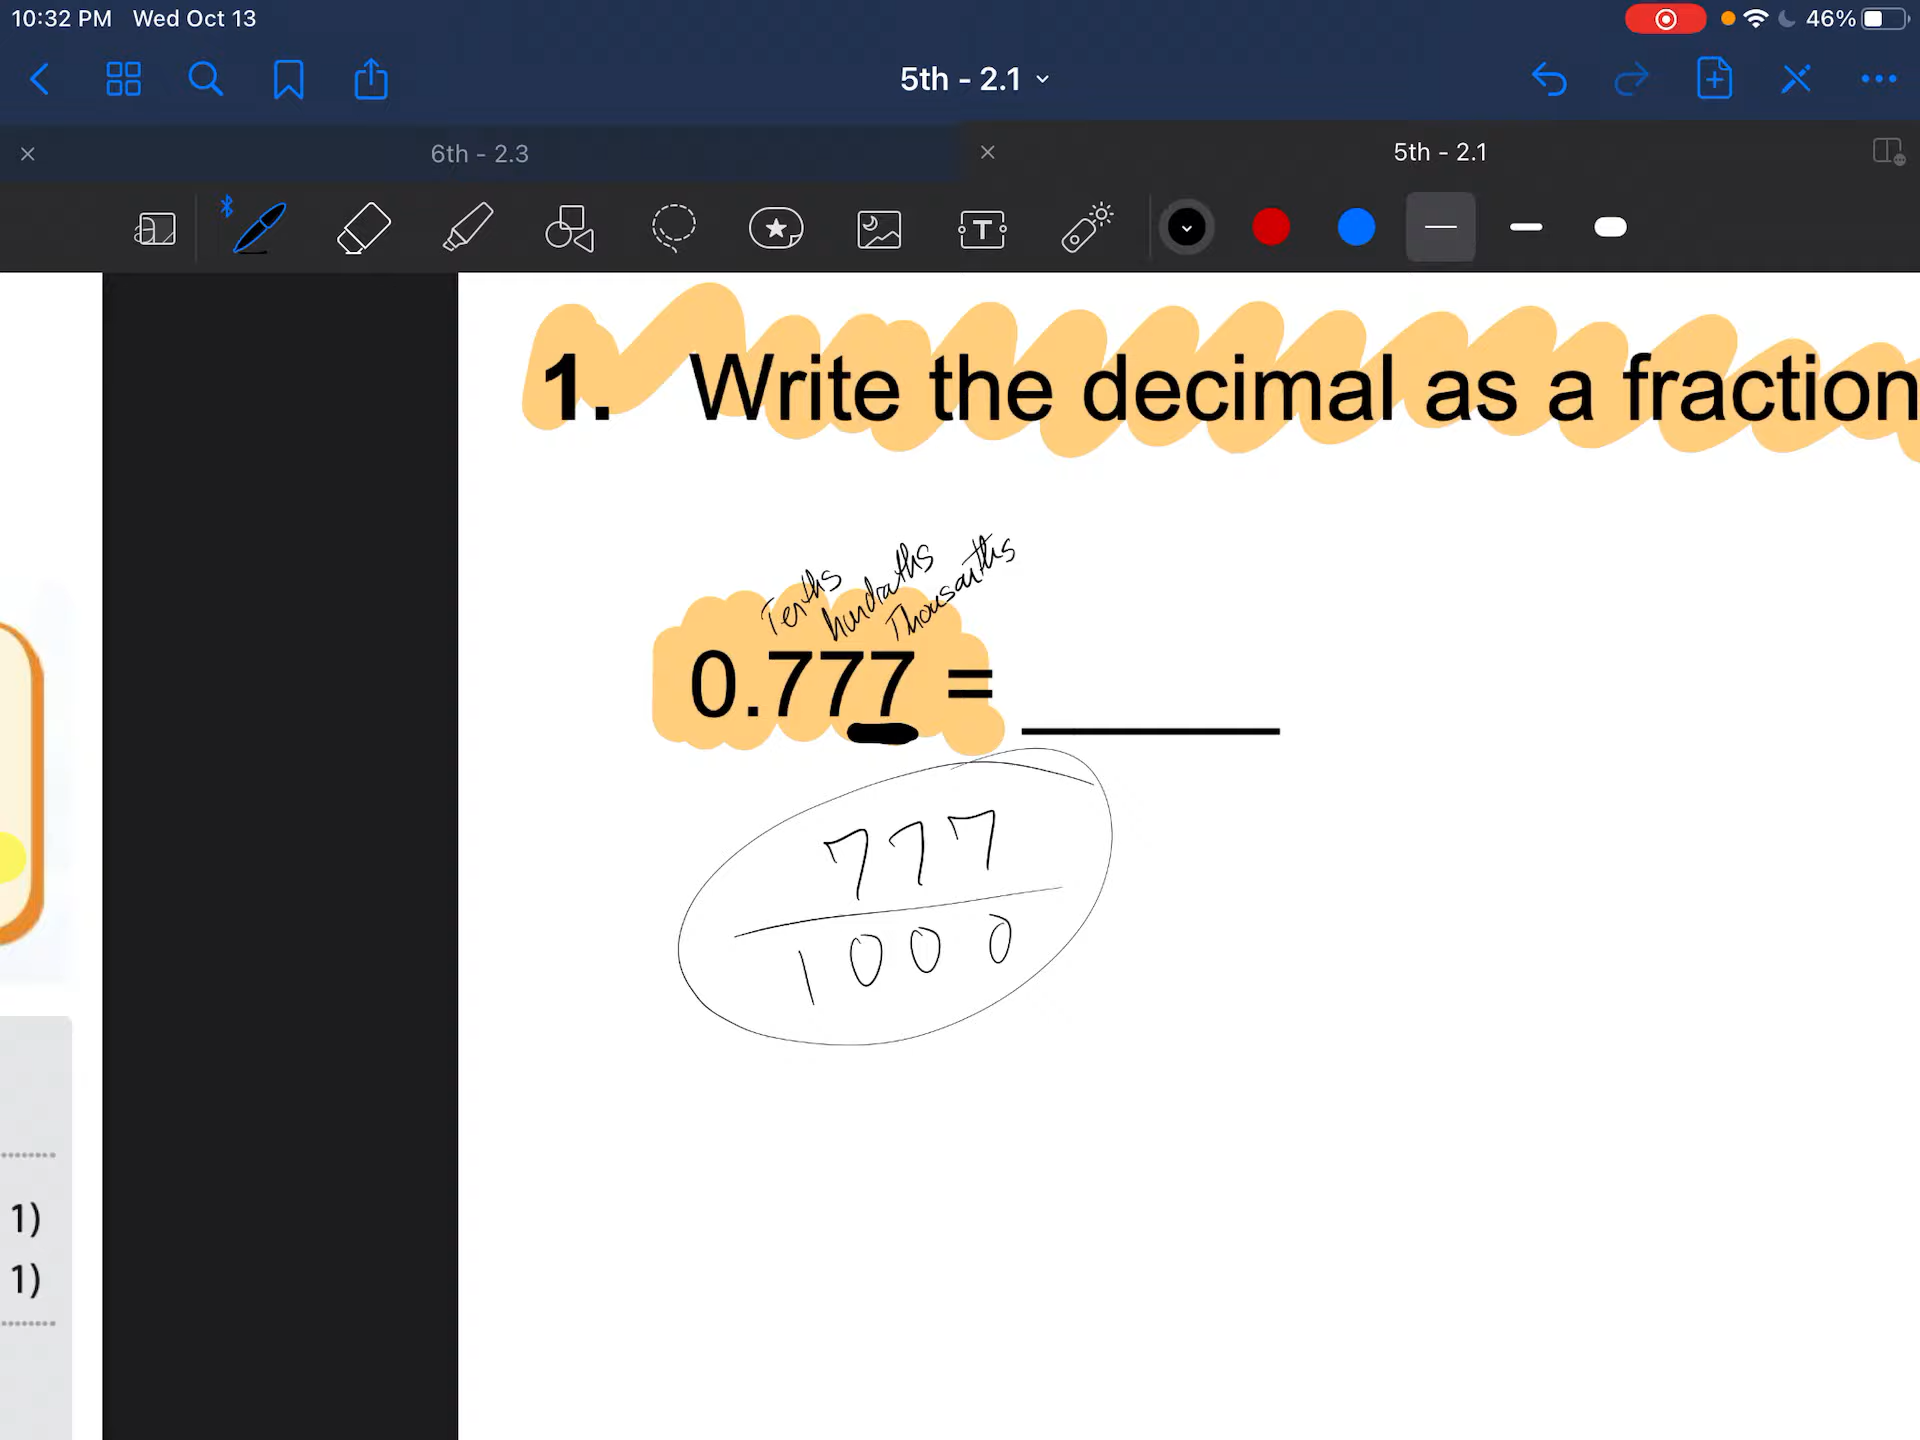 10:32 PM Wed Oct 13
46%
5th - 2.1
6th - 2.3
5th - 2.1
T
1. Write the decimal as a fraction
Tenths hundraths Thousanths
0.777 =
777
1000
1)
1)